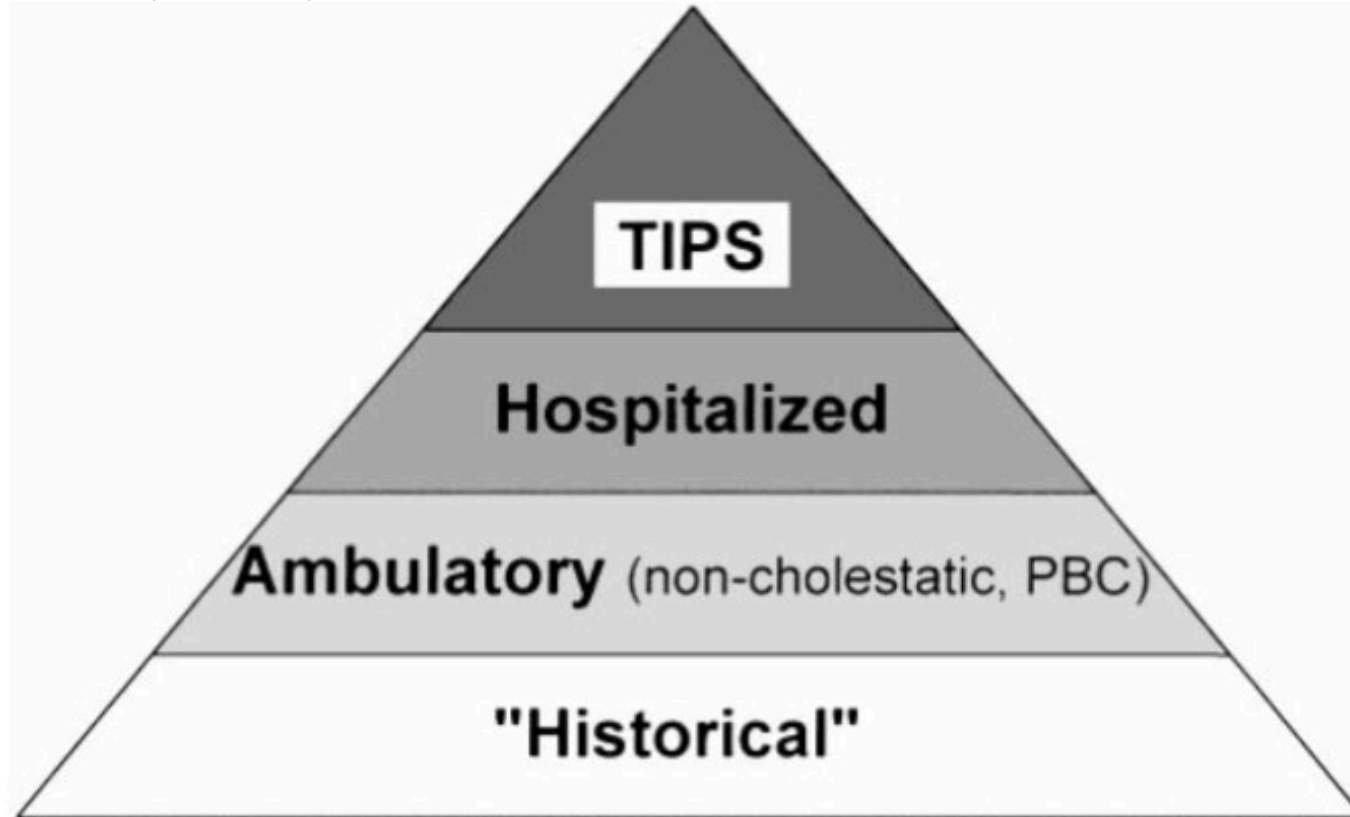 TIPS
Hospitalized
Ambulatory (non-cholestatic, PBC)
"Historical"